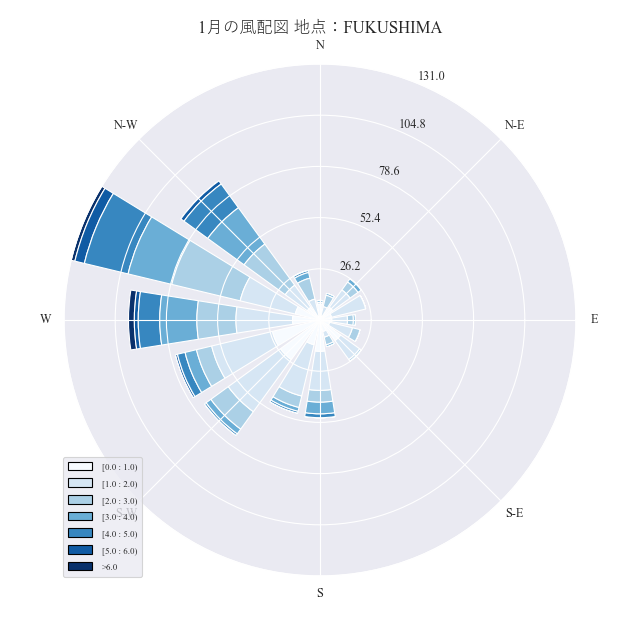 1月の風配図 地点：FUKUSHIMA
N
131.0
N-W
104.8
N-E
78.6
52.4
26.2
W
E
[0.0 : 1.0)
[1.0 : 2.0)
[2.0 : 3.0)
S-W
S-E
[3.0 : 4.0)
[4.0 : 5.0)
[5.0 : 6.0)
>6.0
S